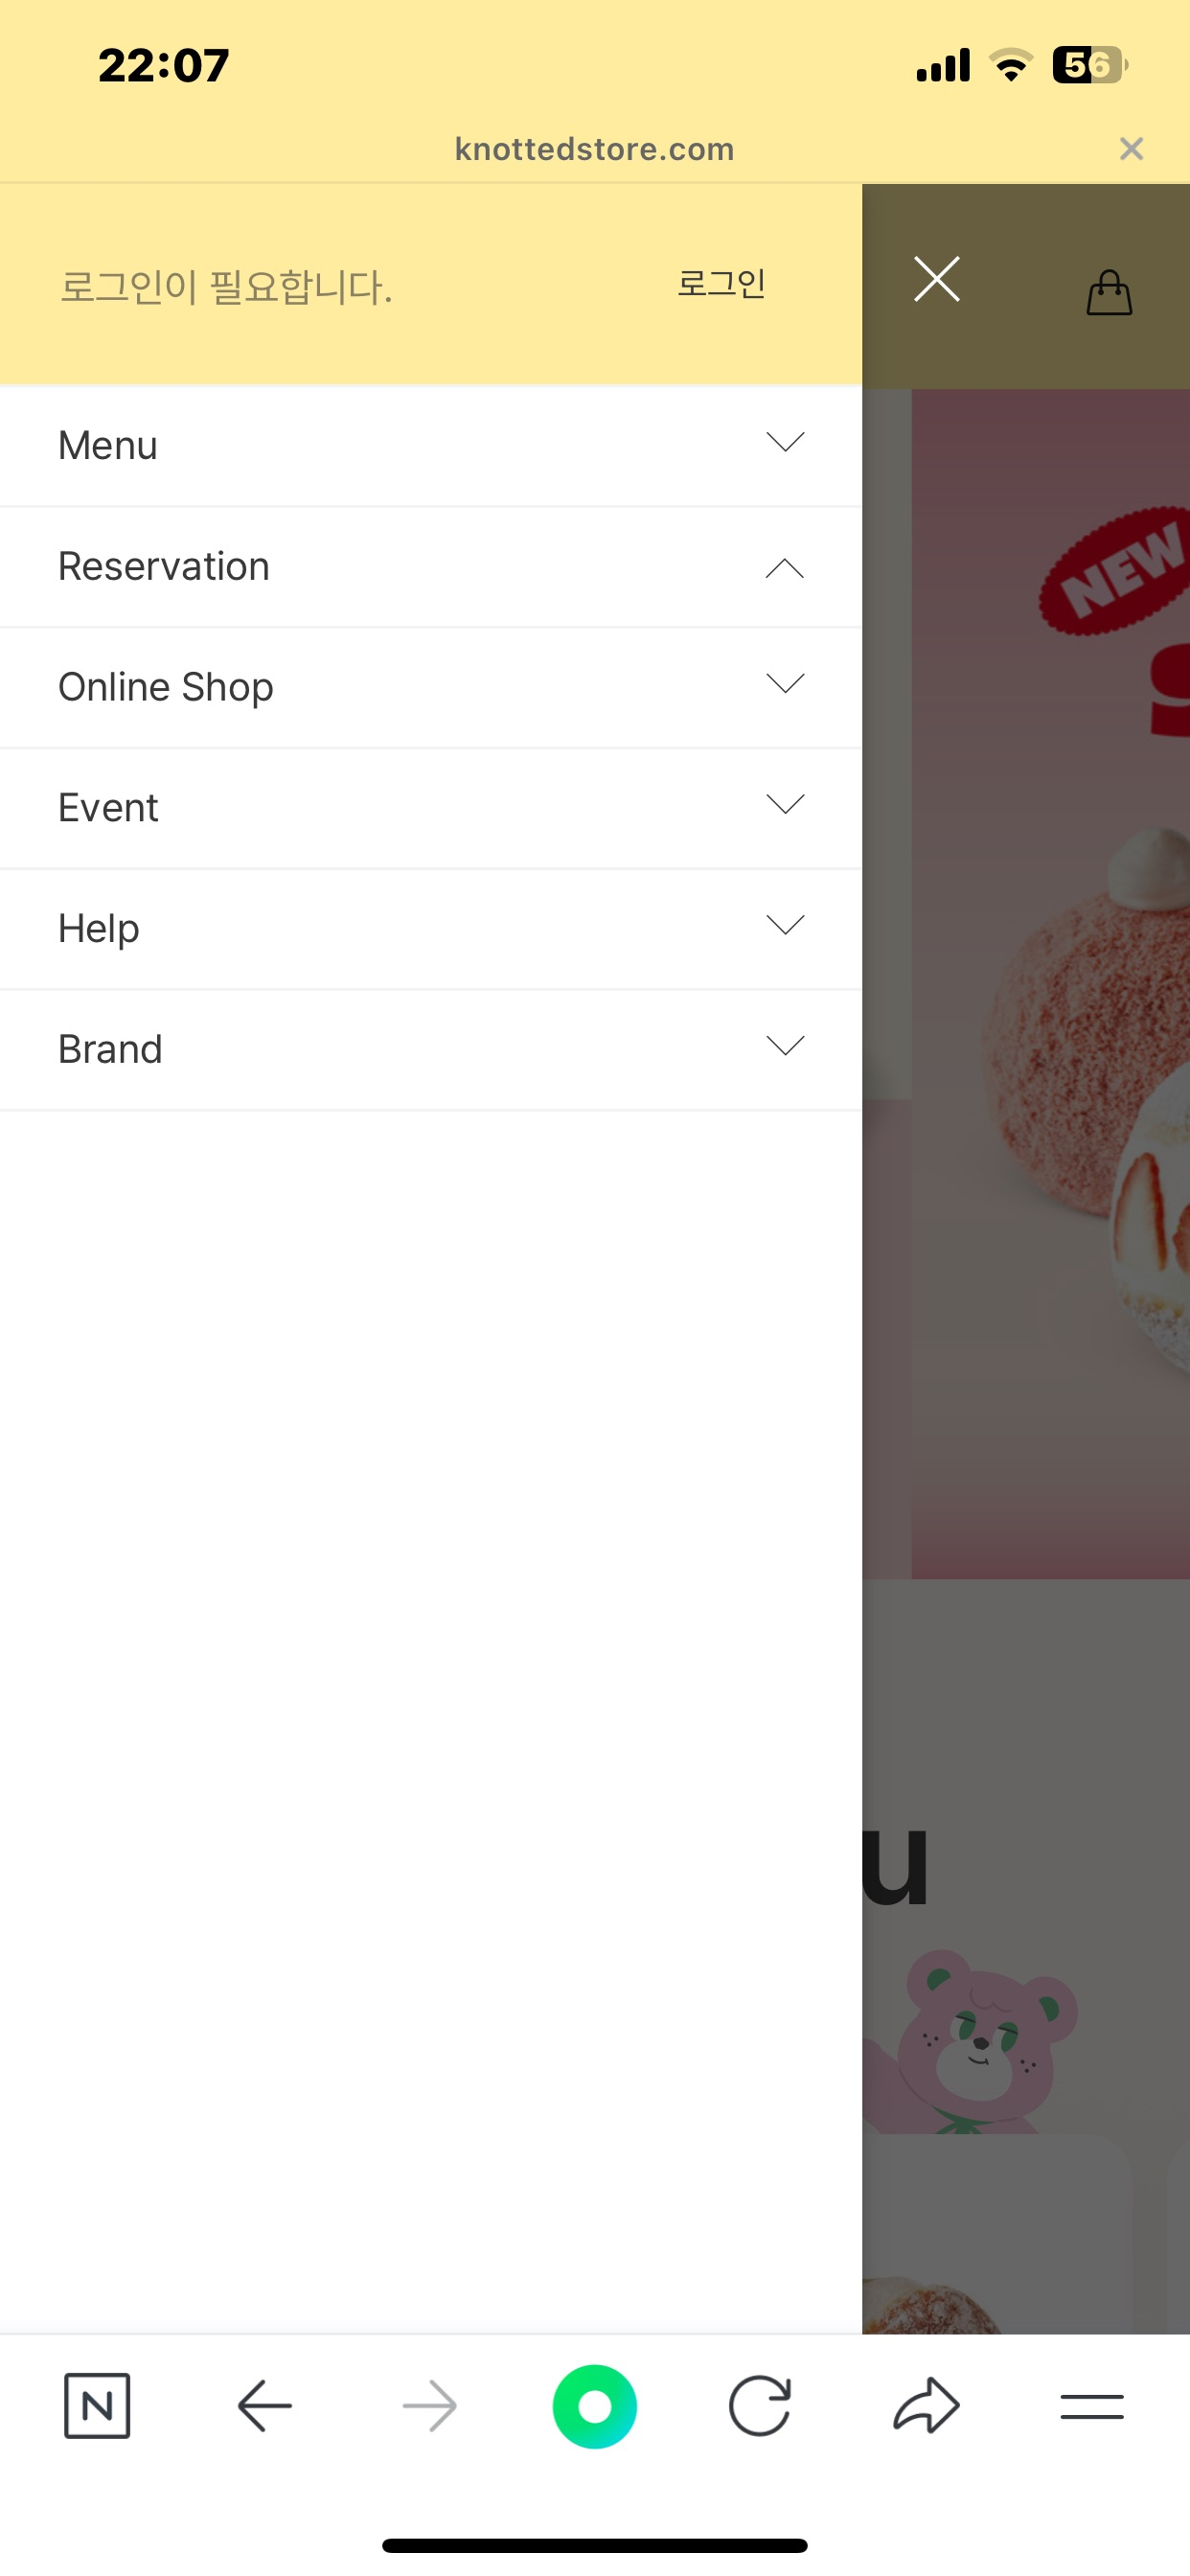 22:07
56
knottedstore.com
로그인이 필요합니다.
로그인
Menu
Reservation
Online Shop
Event
Help
Brand
NEW
u
N